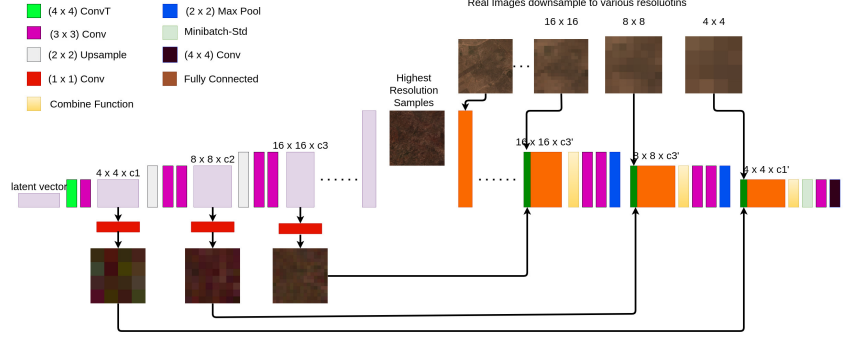 Real Images downsample to various resoluotins
(4 x 4) ConvT
(2 x 2) Max Pool
(3 x 3) Conv
Minibatch-Std
(2 x 2) Upsample
(4 x 4) Conv
(1 x 1) Conv
Fully Connected
Combine Function
16 x 16
8 x 8
4 x 4
Highest
Resolution
Samples
latent vector
4 x 4 x c1
8 x 8 x c2
16 x 16 x c3
16 x 16 x c3'
8 x 8 x c3'
4 x 4 x c1'